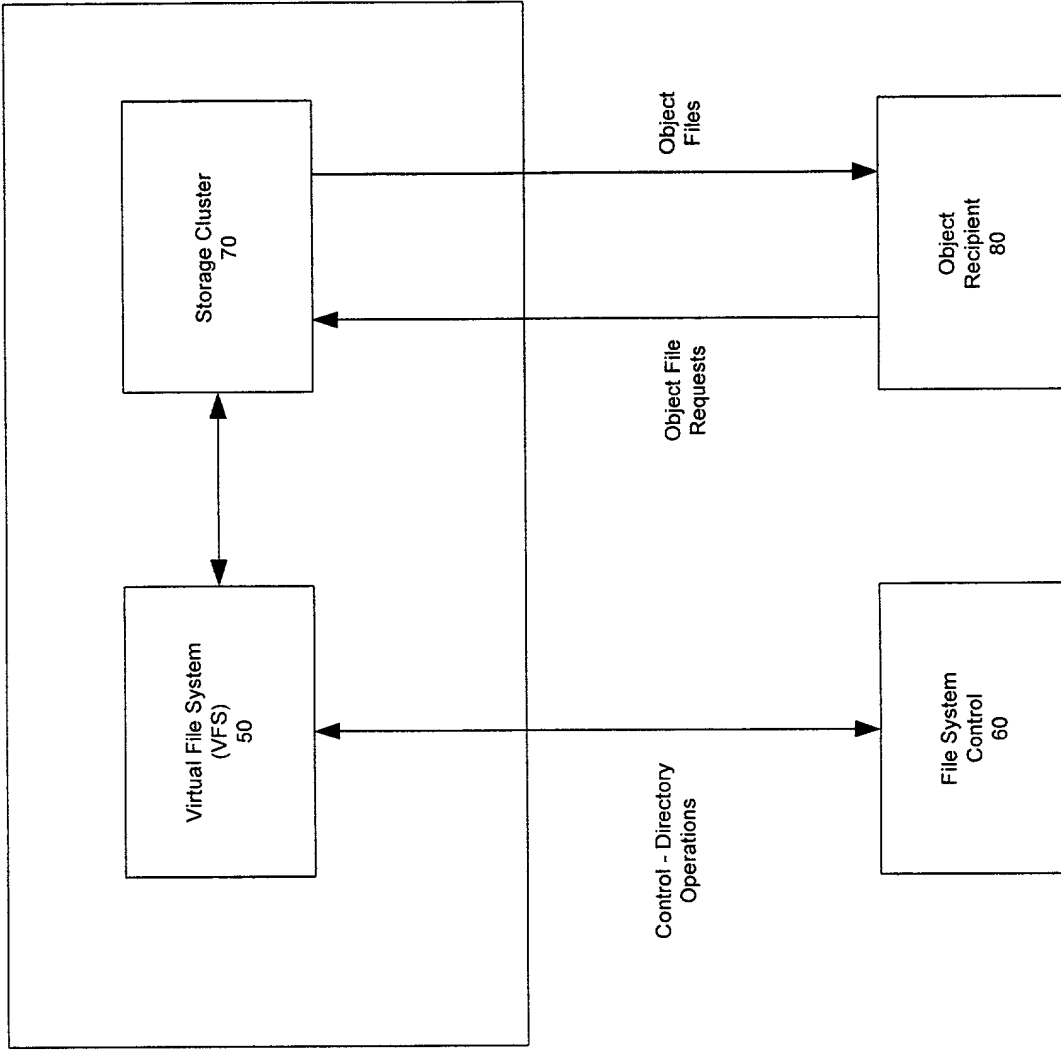 Virtual File System
(VFS)
50
Storage Cluster
70
Control - Directory
Operations
Object File
Requests
Object
Files
File System
Control
60
Object
Recipient
80